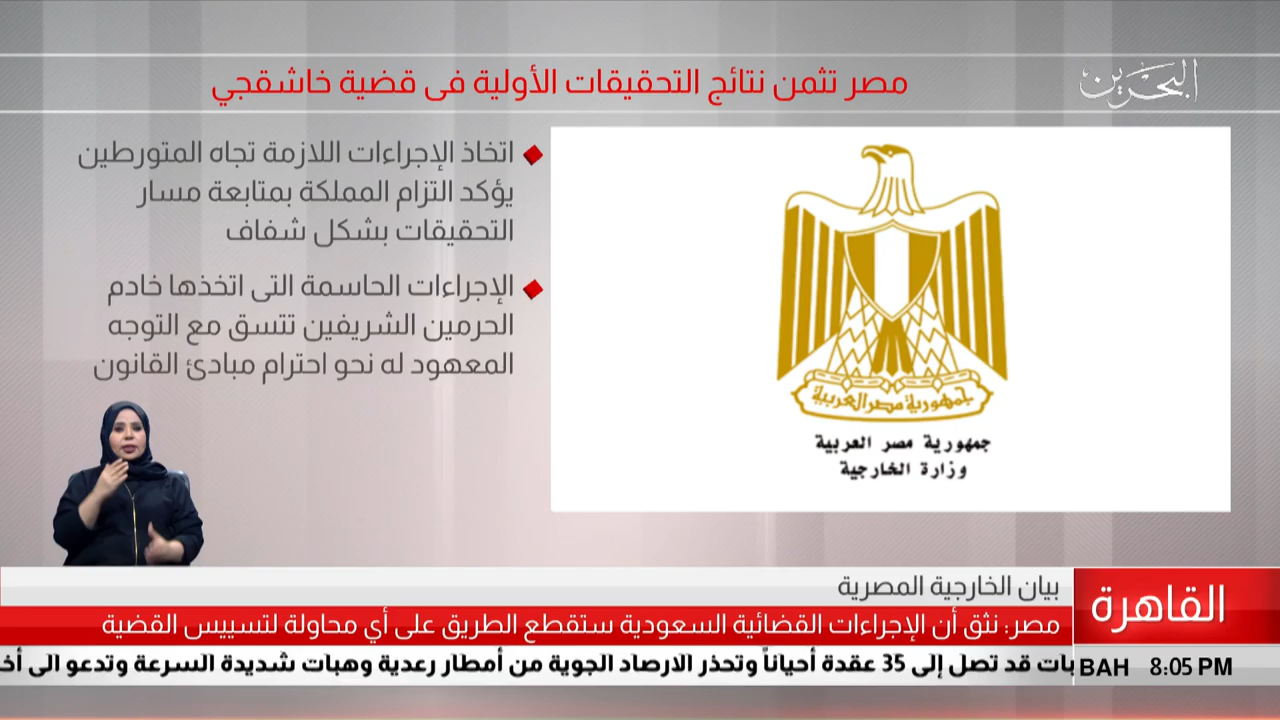 مصر تثمن نتائج التحقيقات الأولية فى قضية خاشقجي
البحرين
اتخاذ الإجراءات اللازمة تجاه المتورطين
يؤكد التزام المملكة بمتابعة مسار
التحقيقات بشكل شفاف
الإجراءات الحاسمة التى اتخذها خادم
الحرمين الشريفين تتسق مع التوجه
المعهود له نحو احترام مبادئ القانون
جمهورية مصر العربية
جمهورية مصر العربية
وزارة الخارجية
القاهرة
بيان الخارجية المصرية
مصر: نثق أن الإجراءات القضائية السعودية ستقطع الطريق على أي محاولة لتسييس القضية
BAH 8:05 PM
قد تصل إلى 35 عقدة أحياناً وتحذر الارصاد الجوية من أمطار رعدية وهبات شديدة السرعة وتدعو الى